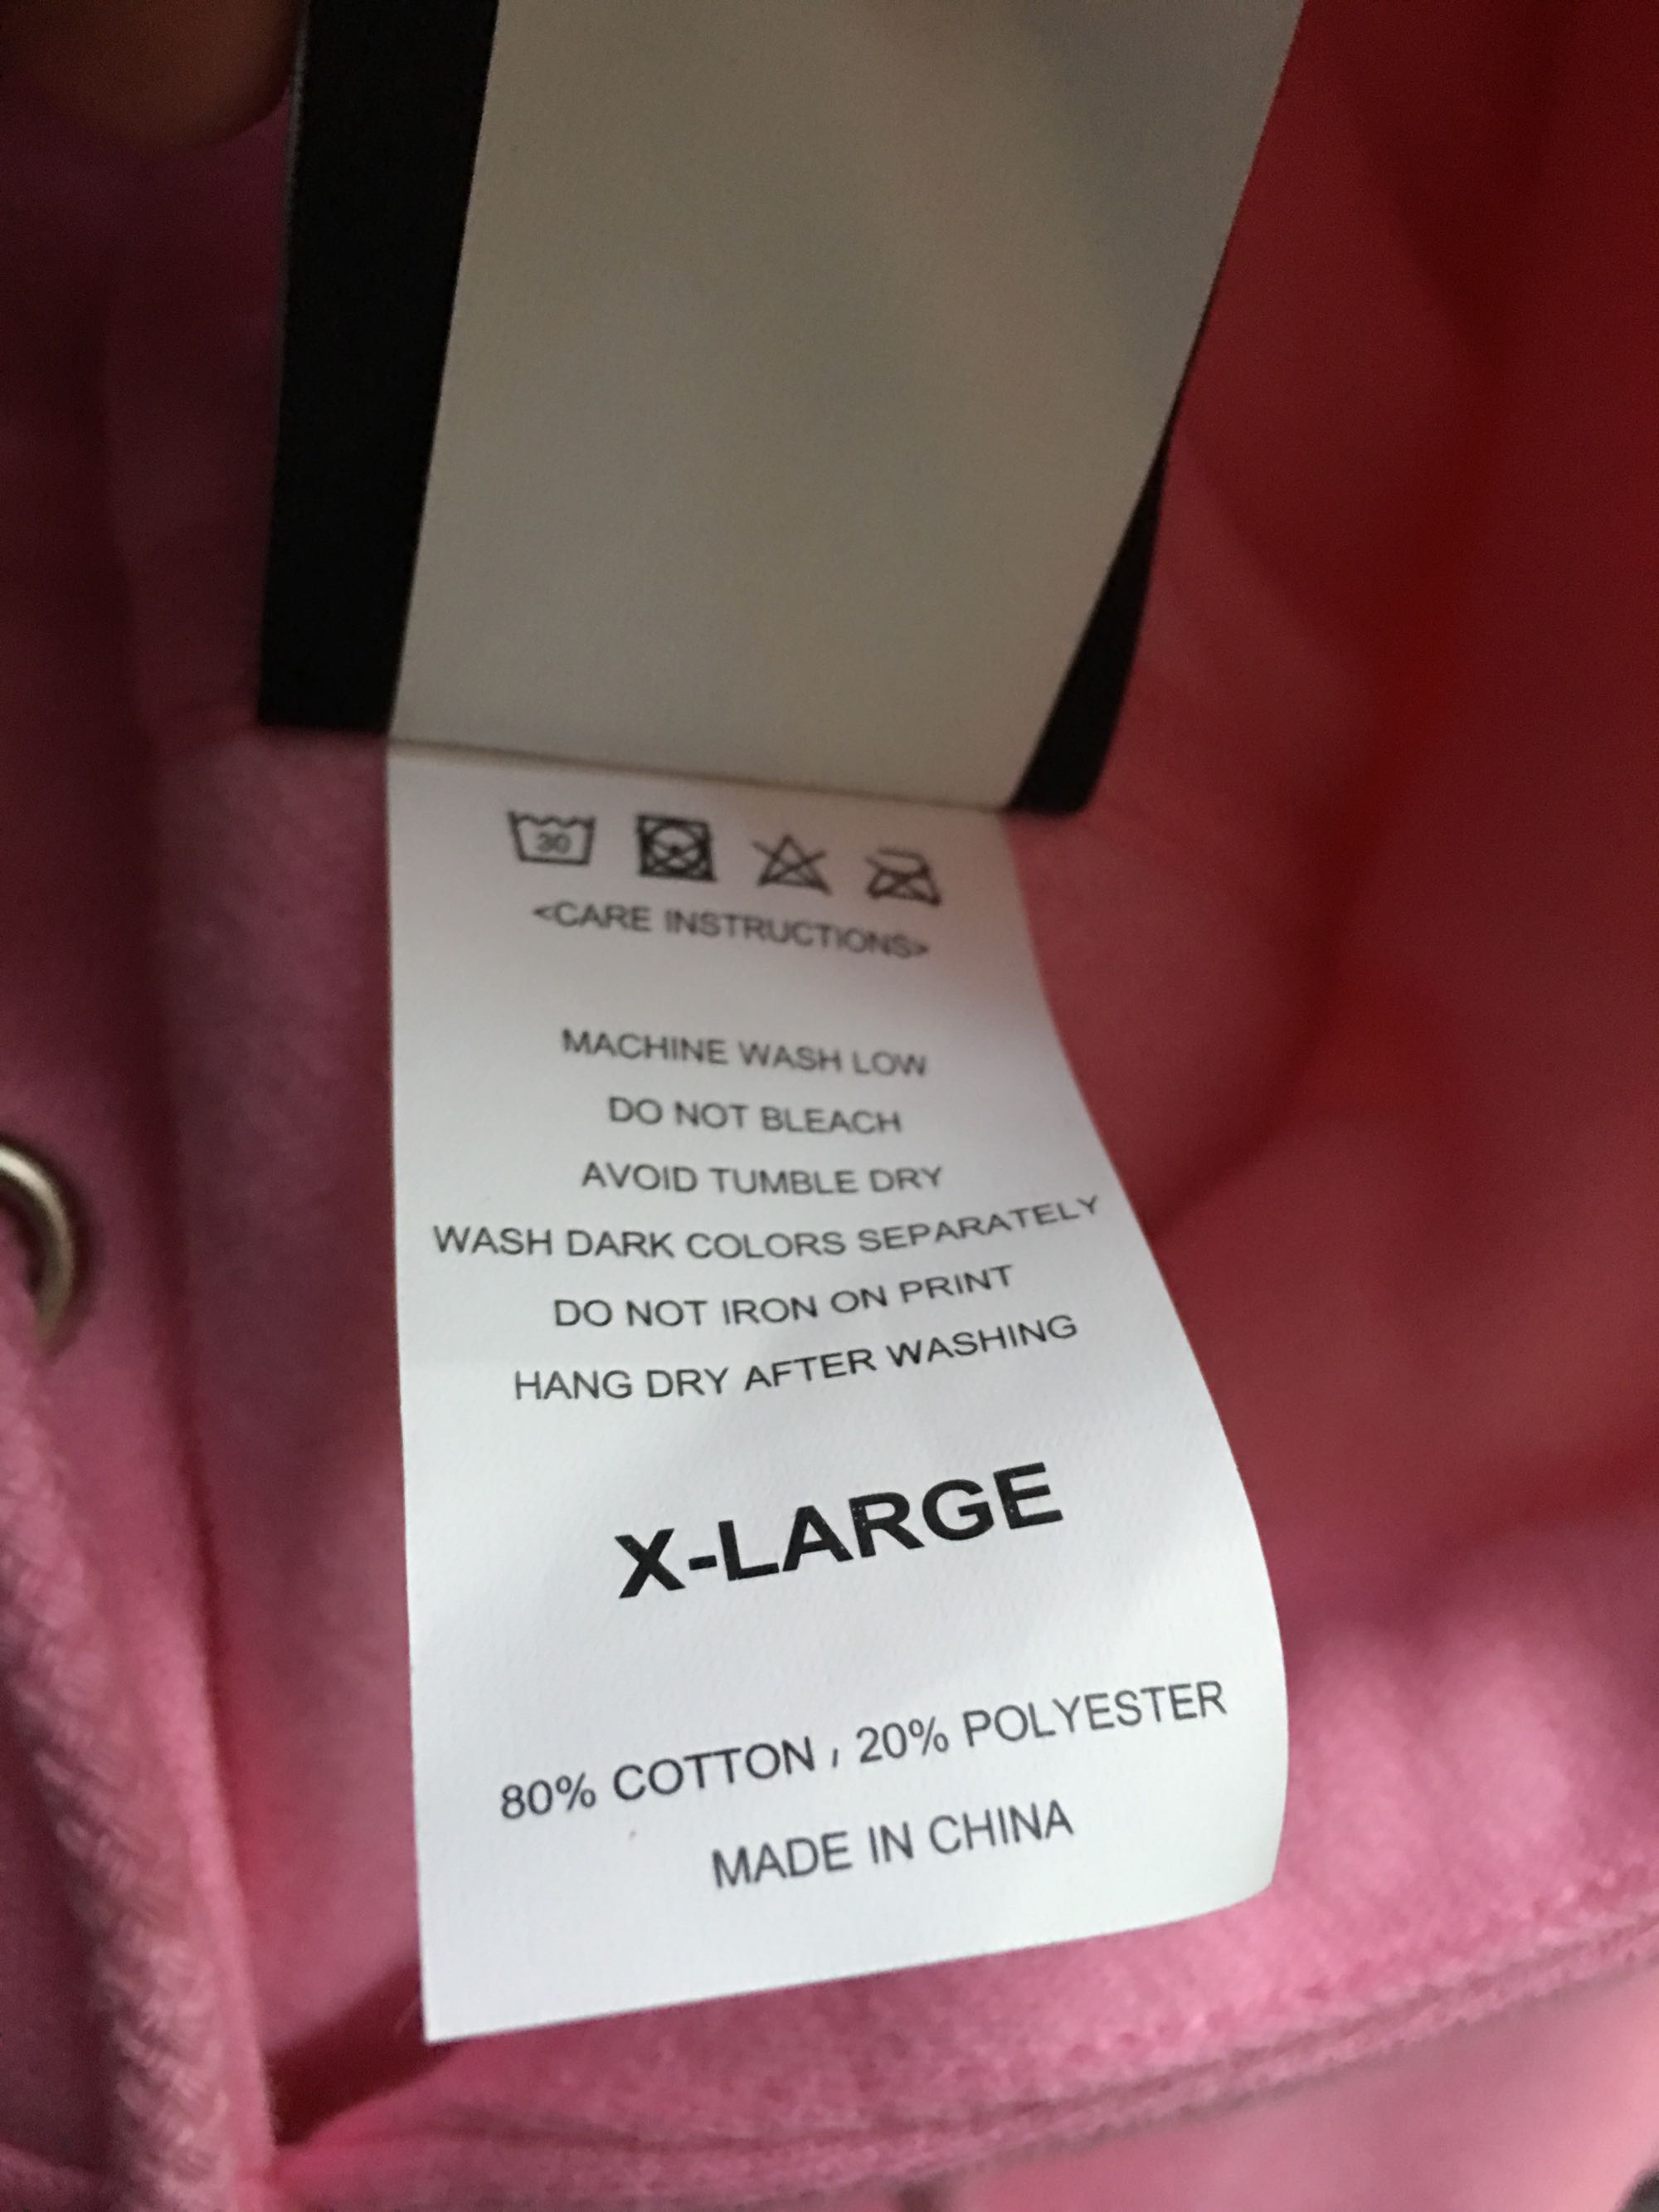 30
<CARE INSTRUCTIONS>
MACHINE WASH LOW
DO NOT BLEACH
AVOID TUMBLE DRY
WASH DARK COLORS SEPARATELY
DO NOT IRON ON PRINT
HANG DRY AFTER WASHING
X-LARGE
80% COTTON , 20% POLYESTER
MADE IN CHINA